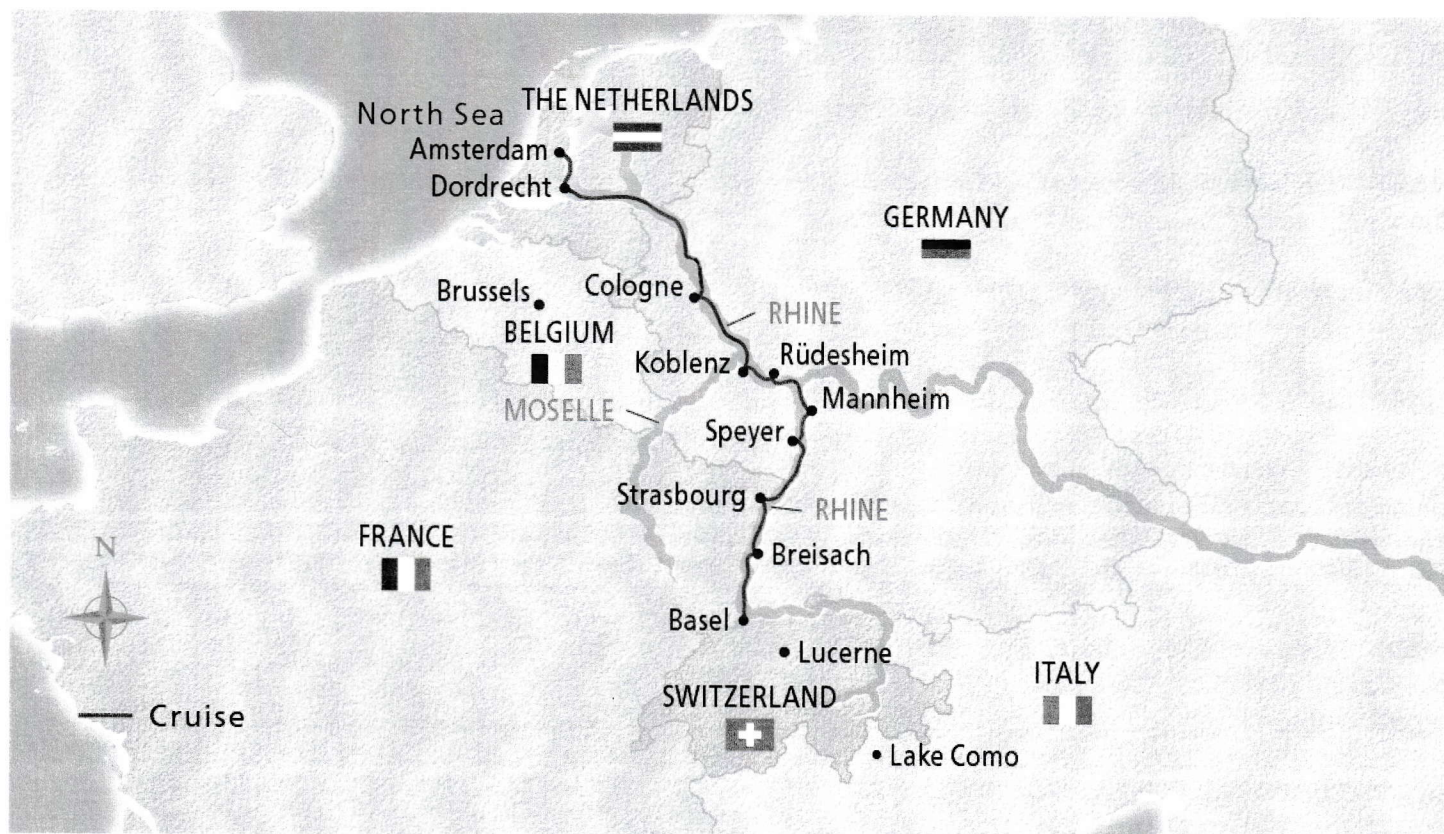 North Sea
THE NETHERLANDS
Amsterdam
Dordrecht
GERMANY
Brussels
Cologne
RHINE
BELGIUM
Koblenz
Rüdesheim
MOSELLE
Mannheim
Speyer
Strasbourg
RHINE
FRANCE
N
Breisach
Basel
Lucerne
ITALY
SWITZERLAND
Cruise
Lake Como